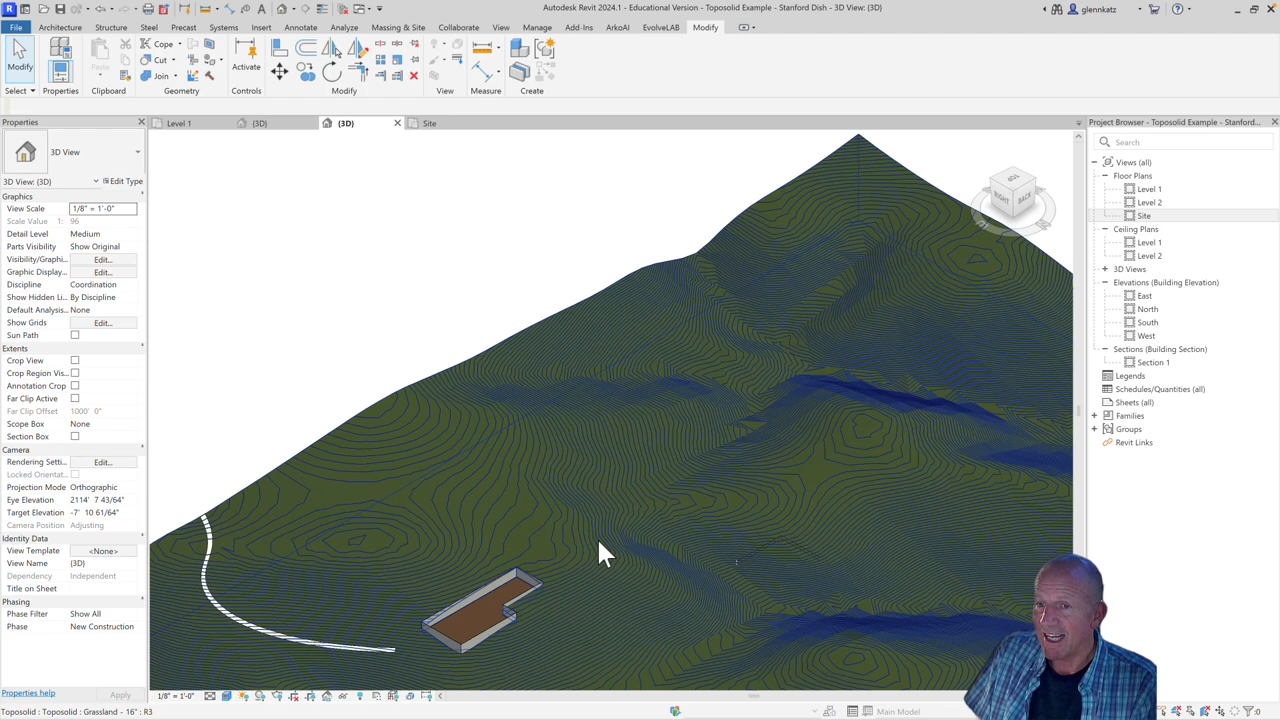 Autodesk Revit 2024.1 - Educational Version - Toposolid Example - Stanford Dish - 3D View: {3D}
glennkatz
File Architecture Structure Steel Precast Systems Insert Annotate Analyze Massing & Site Collaborate View Manage Add-Ins ArkoAI EvolveLAB Modify
Modify
Select
Properties
Paste
Clipboard
Cope
Cut
Join
Geometry
Activate
Controls
Modify
View
Measure
Create
Properties
3D View
3D View: {3D}
Edit Type
Graphics
View Scale 1/8" = 1'-0"
Scale Value 1: 96
Detail Level Medium
Parts Visibility Show Original
Visibility/Graphi... Edit...
Graphic Display... Edit...
Discipline Coordination
Show Hidden Li... By Discipline
Default Analysis... None
Show Grids Edit...
Sun Path
Extents
Crop View
Crop Region Vis...
Annotation Crop
Far Clip Active
Far Clip Offset 1000' 0"
Scope Box None
Section Box
Camera
Rendering Setti... Edit...
Locked Orientat...
Projection Mode Orthographic
Eye Elevation 2114' 7 43/64"
Target Elevation -7' 10 61/64"
Camera Position Adjusting
Identity Data
View Template <None>
View Name {3D}
Dependency Independent
Title on Sheet
Phasing
Phase Filter Show All
Phase New Construction
Properties help
Apply
Level 1
{3D}
{3D}
Site
TOP
RIGHT
BACK
Project Browser - Toposolid Example - Stanford...
Search
Views (all)
Floor Plans
Level 1
Level 2
Site
Ceiling Plans
Level 1
Level 2
3D Views
Elevations (Building Elevation)
East
North
South
West
Sections (Building Section)
Section 1
Legends
Schedules/Quantities (all)
Sheets (all)
Families
Groups
Revit Links
1/8" = 1'-0"
Toposolid : Toposolid : Grassland - 16" : R3
Main Model
:0